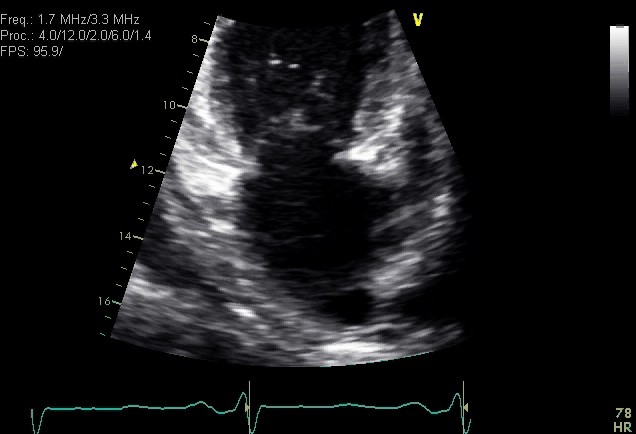 Freq.: 1.7 MHz/3.3 MHz
Proc.: 4.0/12.0/2.0/6.0/1.4
FPS: 95.9/
V
8
10
12
14
16
78
HR